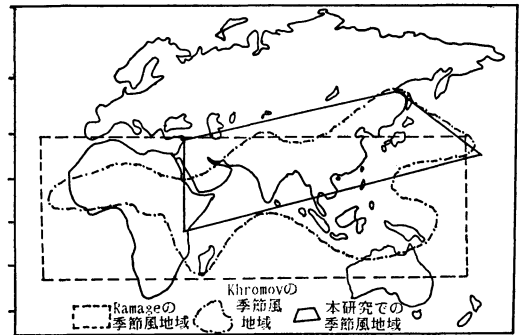 Ramageの
季節風地域
Khromovの
季節風
地域
本研究での
季節風地域